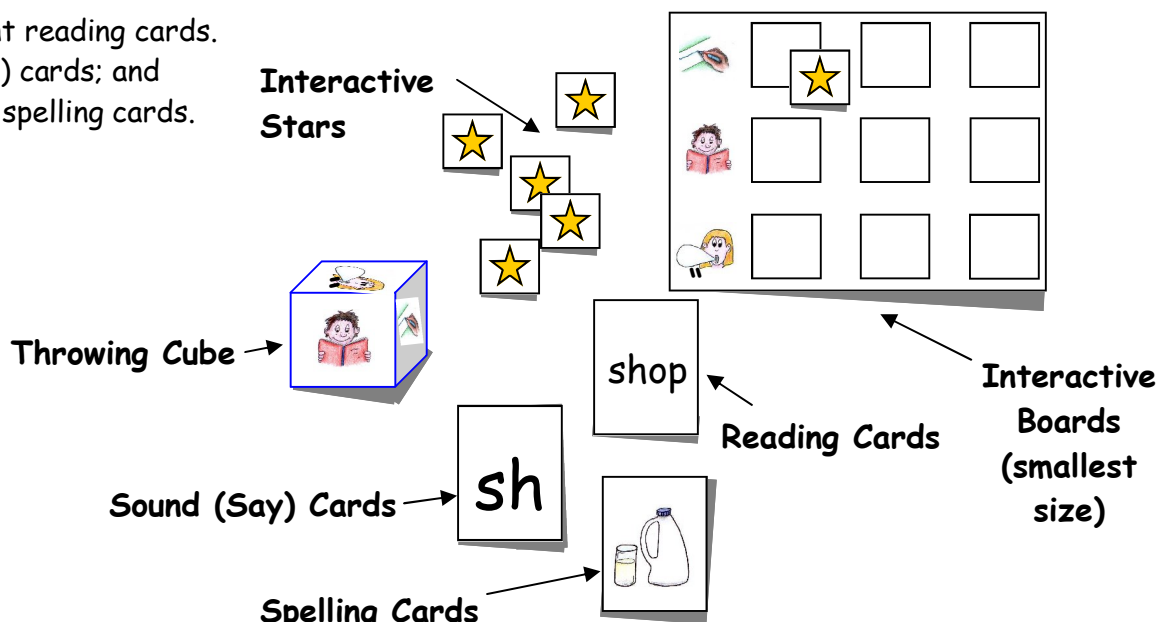 t reading cards.
) cards; and
spelling cards.
Interactive
Stars
Throwing Cube
shop
Interactive
Boards
(smallest
size)
Reading Cards
sh
Sound (Say) Cards
Spelling Cards